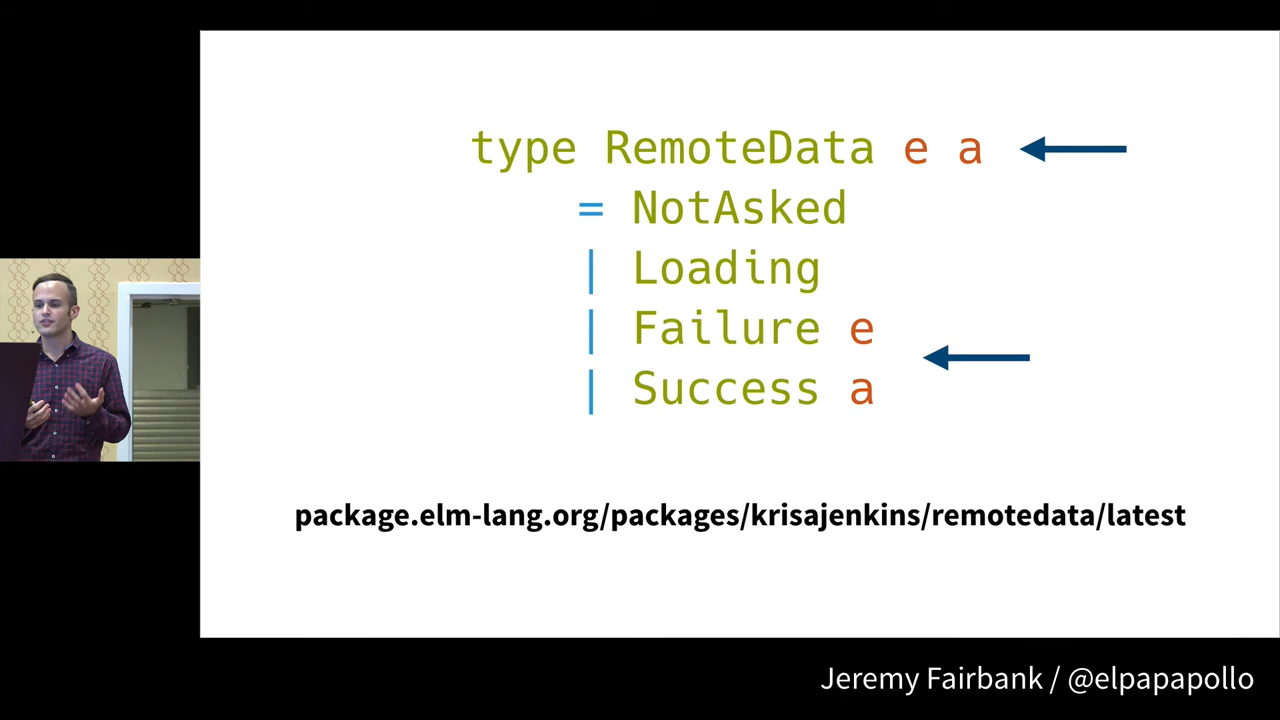 type RemoteData e a
= NotAsked
| Loading
| Failure e
| Success a
package.elm-lang.org/packages/krisajenkins/remotedata/latest
Jeremy Fairbank / @elpapapollo